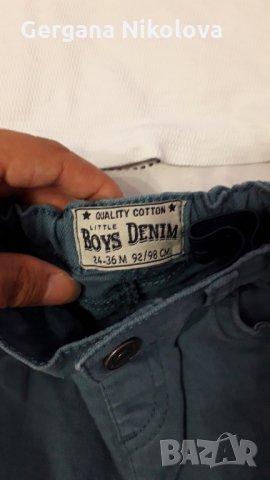 Gergana Nikolova
★ QUALITY COTTON ★
LITTLE
BOYS DENIM
24-36 M 92/98 CM
BAZAR